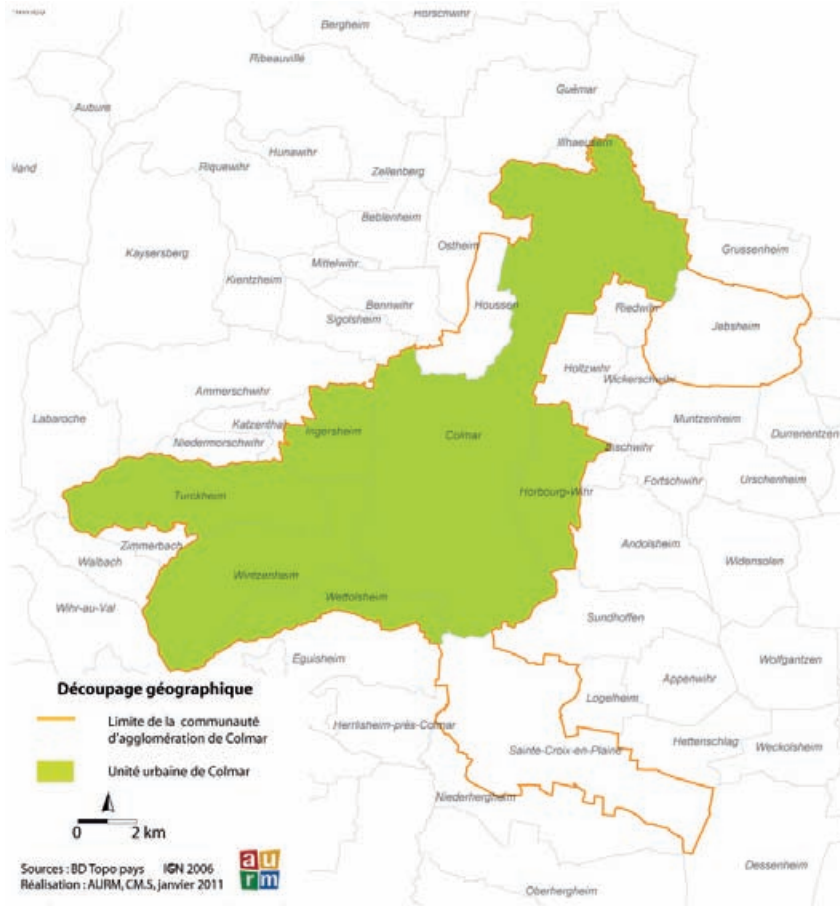 Horschwihr
Bergheim
Ribeauvillé
Guémar
Aubure
Illhaeusern
Hunawihr
Riquewihr
Zellenberg
Beblenheim
Ostheim
Grussenheim
Kaysersberg
Mittelwihr
Kientzheim
Bennwihr
Houssen
Riedwihr
Sigolsheim
Jebsheim
Holtzwihr
Wickerschwihr
Ammerschwihr
Labaroche
Katzenthal
Ingersheim
Colmar
Muntzenheim
Durrenentzen
Niedermorschwihr
Bischwihr
Fortschwihr
Urschenheim
Turckheim
Horbourg-Wihr
Zimmerbach
Andolsheim
Walbach
Widensolen
Wintzenheim
Wihr-au-Val
Wettolsheim
Sundhoffen
Eguisheim
Wolfgantzen
Appenwihr
Logelheim
Herrlisheim-près-Colmar
Hettenschlag
Weckolsheim
Sainte-Croix-en-Plaine
Niederhergheim
Dessenheim
Oberhergheim
Découpage géographique
Limite de la communauté
d'agglomération de Colmar
Unité urbaine de Colmar
0 2 km
Sources : BD Topo pays IGN 2006
Réalisation : AURM, CM.S, janvier 2011
au
rm